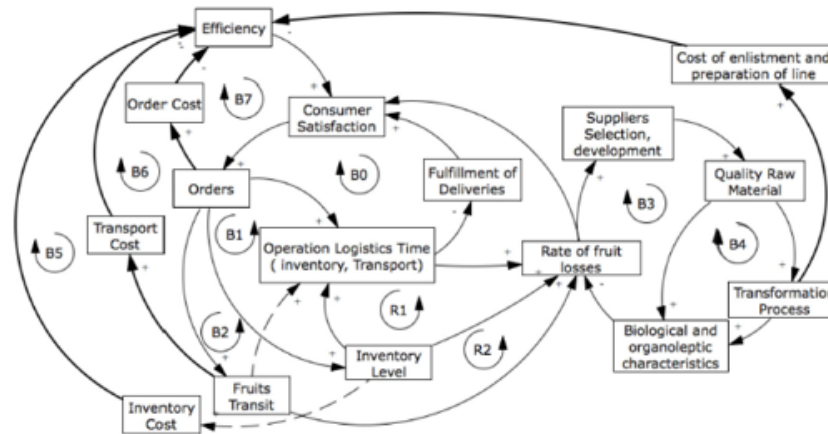 Efficiency
Cost of enlistment and
preparation of line
Order Cost
B7
Consumer
Satisfaction
Suppliers
Selection,
development
B6
Orders
B0
Fulfillment of
Deliveries
B3
Quality Raw
Material
Transport
Cost
B1
B5
Operation Logistics Time
( inventory, Transport)
Rate of fruit
losses
B4
Transformation
Process
B2
R1
R2
Biological and
organoleptic
characteristics
Inventory
Level
Fruits
Transit
Inventory
Cost